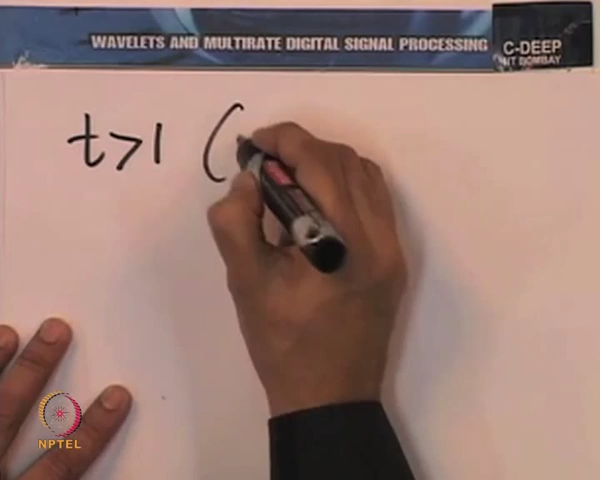 WAVELETS AND MULTIRATE DIGITAL SIGNAL PROCESSING
C-DEEP
IIT BOMBAY
t>1 (
NPTEL